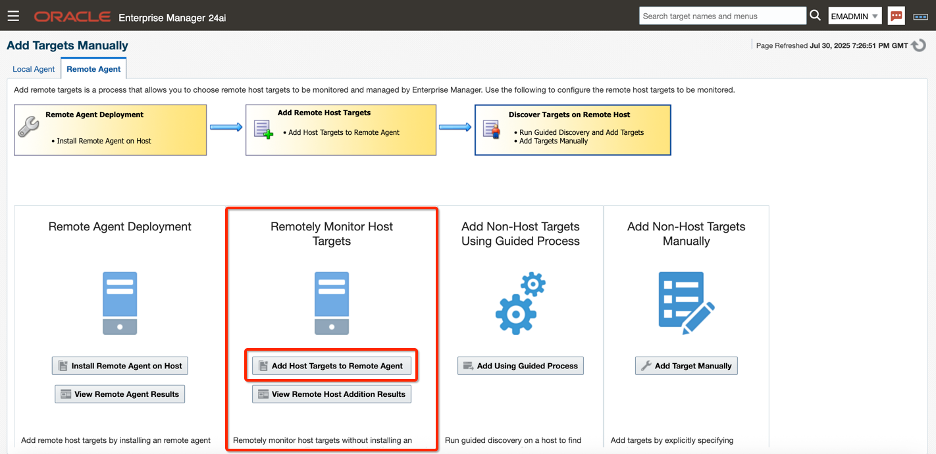 ORACLE Enterprise Manager 24ai
Search target names and menus
EMADMIN
Add Targets Manually
Page Refreshed Jul 30, 2025 7:26:51 PM GMT
Local Agent
Remote Agent
Add remote targets is a process that allows you to choose remote host targets to be monitored and managed by Enterprise Manager. Use the following to configure the remote host targets to be monitored.
Remote Agent Deployment
• Install Remote Agent on Host
Add Remote Host Targets
• Add Host Targets to Remote Agent
Discover Targets on Remote Host
• Run Guided Discovery and Add Targets
• Add Targets Manually
Remote Agent Deployment
Install Remote Agent on Host
View Remote Agent Results
Add remote host targets by installing an remote agent
Remotely Monitor Host
Targets
Add Host Targets to Remote Agent
View Remote Host Addition Results
Remotely monitor host targets without installing an
Add Non-Host Targets
Using Guided Process
Add Using Guided Process
Run guided discovery on a host to find
Add Non-Host Targets
Manually
Add Target Manually
Add targets by explicitly specifying